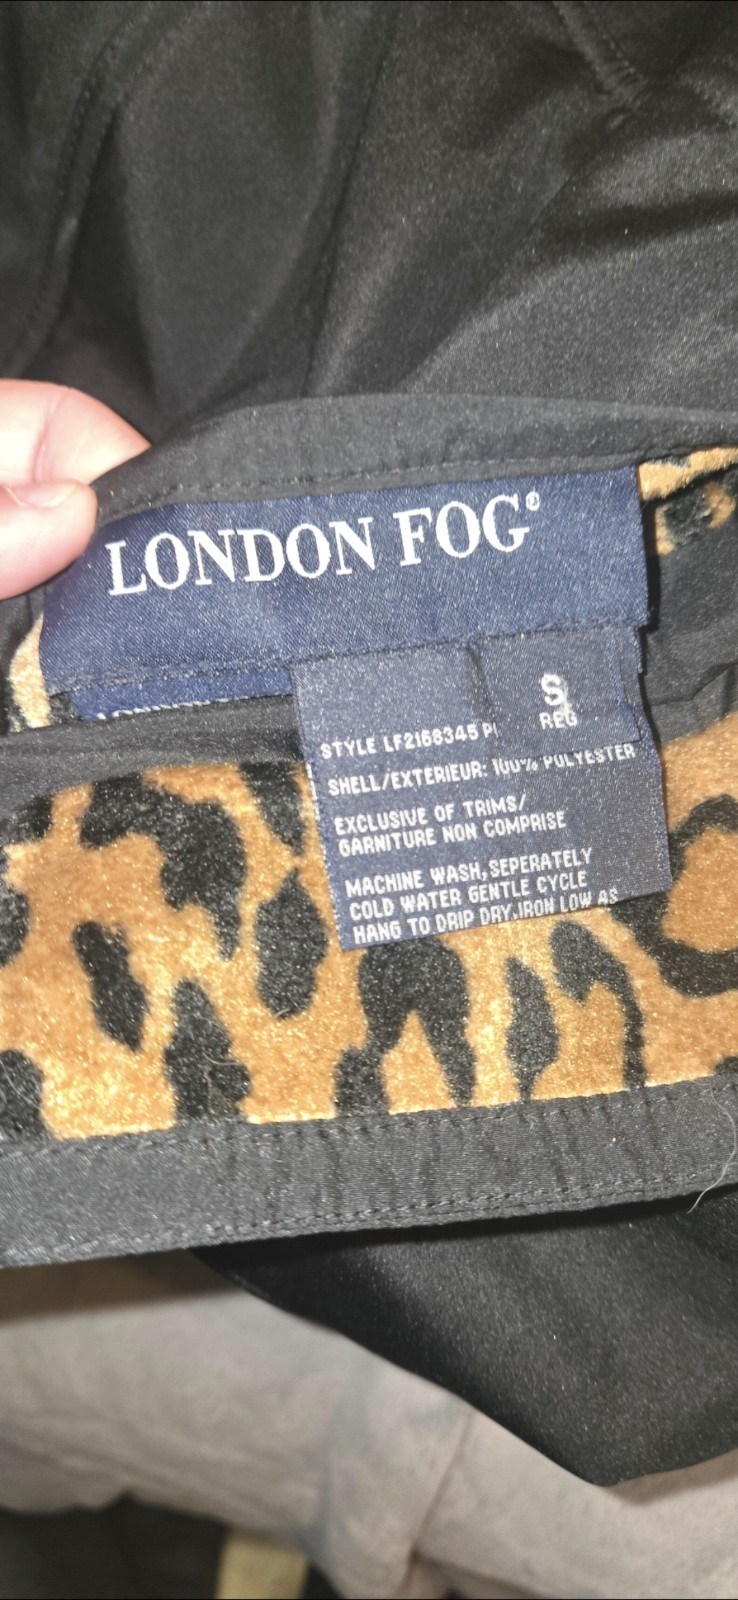 LONDON FOG®
S
REG
STYLE LF2168345
SHELL/EXTERIEUR: 100% POLYESTER
EXCLUSIVE OF TRIMS/
GARNITURE NON COMPRISE
MACHINE WASH, SEPERATELY
COLD WATER GENTLE CYCLE
HANG TO DRIP DRY, IRON LOW